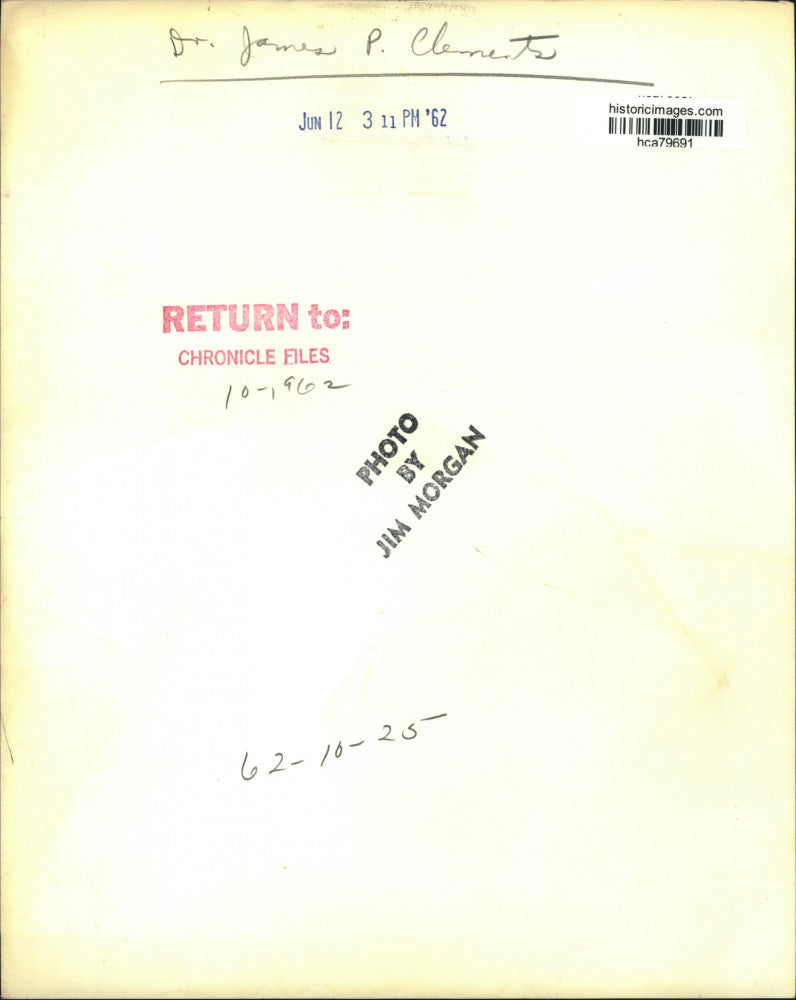 Dr. James P. Clements
JUN 12 3 11 PM '62
historicimages.com
hca79691
RETURN to:
CHRONICLE FILES
10-1962
PHOTO
BY
JIM MORGAN
62-10-25